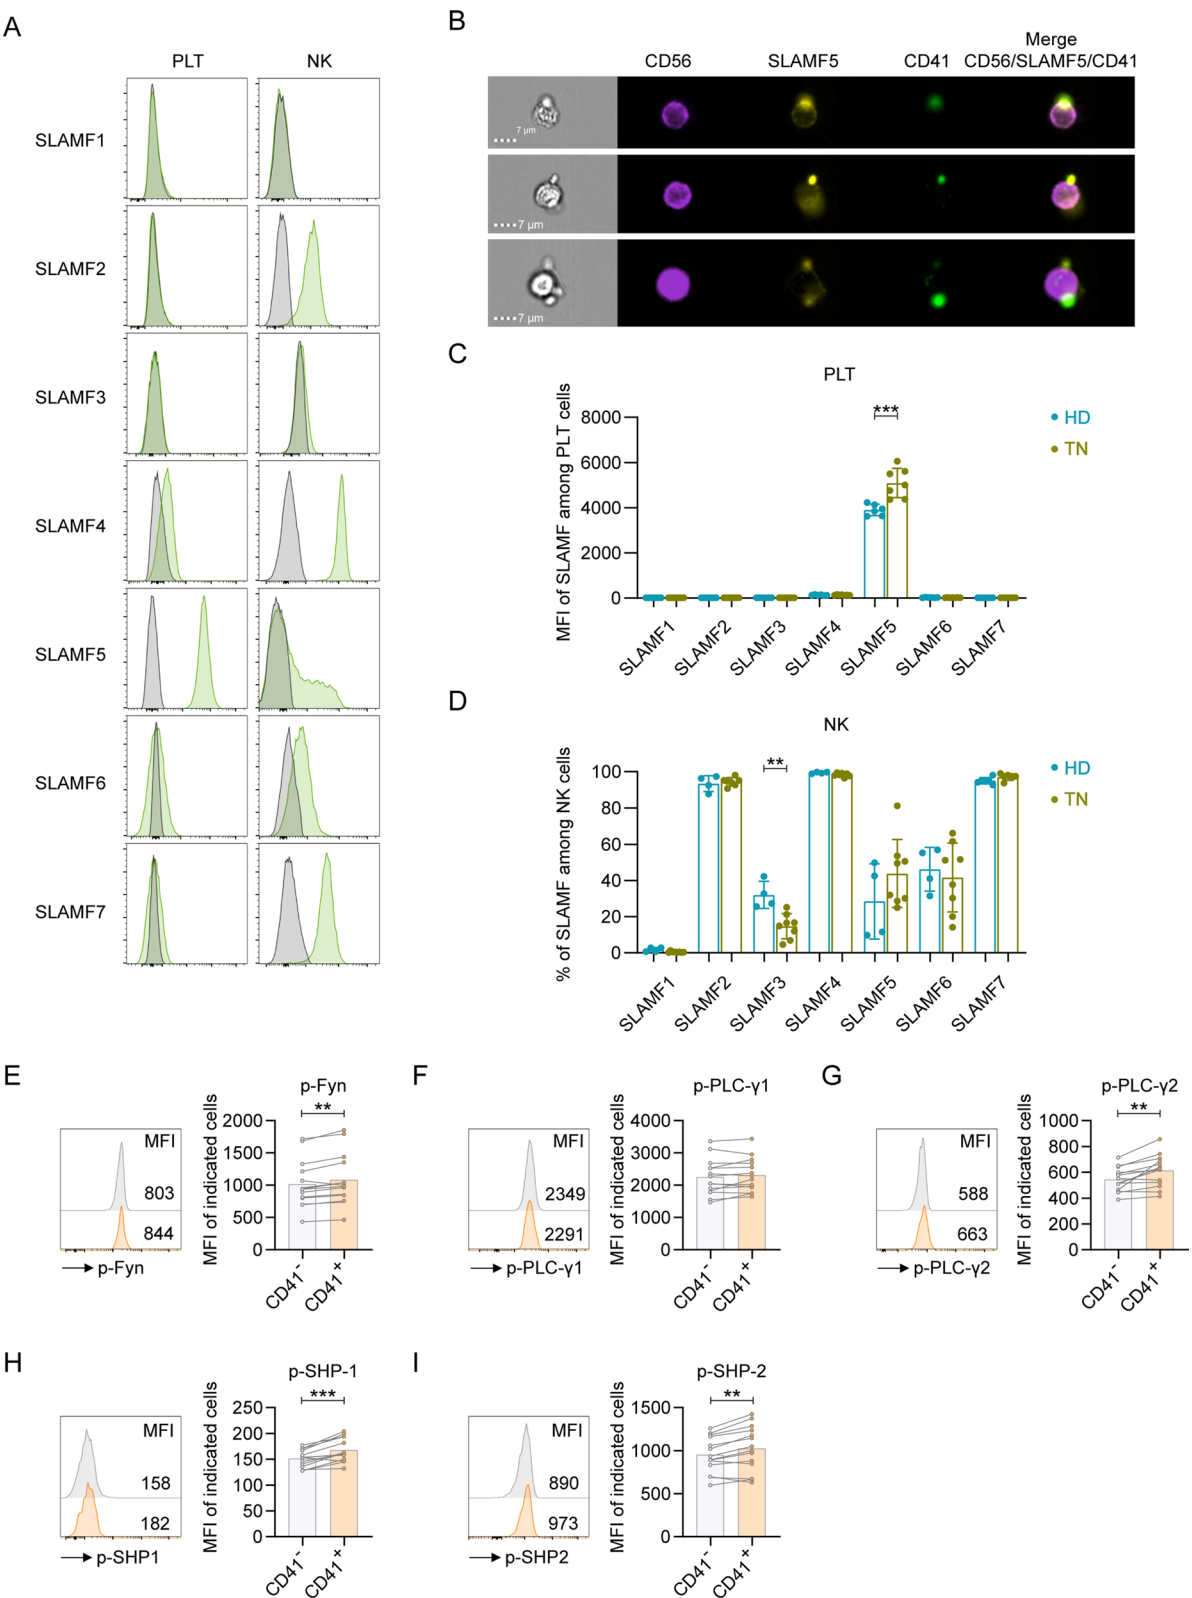 A
PLT NK
SLAMF1
SLAMF2
SLAMF3
SLAMF4
SLAMF5
SLAMF6
SLAMF7
B
Merge
CD56 SLAMF5 CD41 CD56/SLAMF5/CD41
7 μm
7 μm
7 μm
C
PLT
MFI of SLAMF among PLT cells
8000
6000
4000
2000
0
***
HD
TN
SLAMF1 SLAMF2 SLAMF3 SLAMF4 SLAMF5 SLAMF6 SLAMF7
D
NK
% of SLAMF among NK cells
100
80
60
40
20
0
**
HD
TN
SLAMF1 SLAMF2 SLAMF3 SLAMF4 SLAMF5 SLAMF6 SLAMF7
E
MFI
803
844
p-Fyn
p-Fyn
**
MFI of indicated cells
2000
1500
1000
500
0
CD41⁻ CD41⁺
F
MFI
2349
2291
p-PLC-γ1
p-PLC-γ1
MFI of indicated cells
4000
3000
2000
1000
0
CD41⁻ CD41⁺
G
MFI
588
663
p-PLC-γ2
p-PLC-γ2
**
MFI of indicated cells
1000
800
600
400
200
0
CD41⁻ CD41⁺
H
MFI
158
182
p-SHP1
p-SHP-1
***
MFI of indicated cells
250
200
150
100
50
0
CD41⁻ CD41⁺
I
MFI
890
973
p-SHP2
p-SHP-2
**
MFI of indicated cells
1500
1000
500
0
CD41⁻ CD41⁺